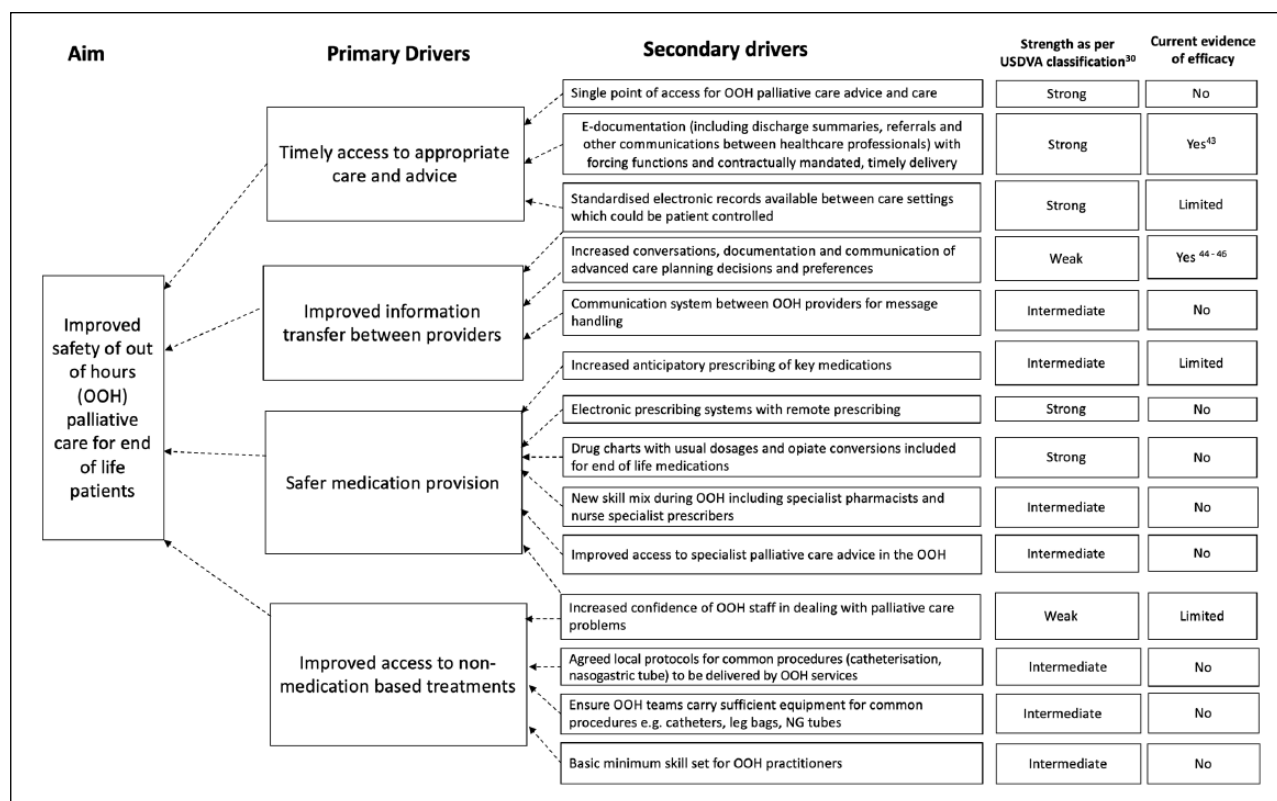 Aim
Primary Drivers
Secondary drivers
Strength as per
USDVA classification30
Current evidence
of efficacy
Improved
safety of out
of hours
(OOH)
palliative
care for end
of life
patients
Timely access to appropriate
care and advice
Improved information
transfer between providers
Safer medication provision
Improved access to non-
medication based treatments
Single point of access for OOH palliative care advice and care
Strong
No
E-documentation (including discharge summaries, referrals and
other communications between healthcare professionals) with
forcing functions and contractually mandated, timely delivery
Strong
Yes43
Standardised electronic records available between care settings
which could be patient controlled
Strong
Limited
Increased conversations, documentation and communication of
advanced care planning decisions and preferences
Weak
Yes 44-46
Communication system between OOH providers for message
handling
Intermediate
No
Increased anticipatory prescribing of key medications
Intermediate
Limited
Electronic prescribing systems with remote prescribing
Strong
No
Drug charts with usual dosages and opiate conversions included
for end of life medications
Strong
No
New skill mix during OOH including specialist pharmacists and
nurse specialist prescribers
Intermediate
No
Improved access to specialist palliative care advice in the OOH
Intermediate
No
Increased confidence of OOH staff in dealing with palliative care
problems
Weak
Limited
Agreed local protocols for common procedures (catheterisation,
nasogastric tube) to be delivered by OOH services
Intermediate
No
Ensure OOH teams carry sufficient equipment for common
procedures e.g. catheters, leg bags, NG tubes
Intermediate
No
Basic minimum skill set for OOH practitioners
Intermediate
No